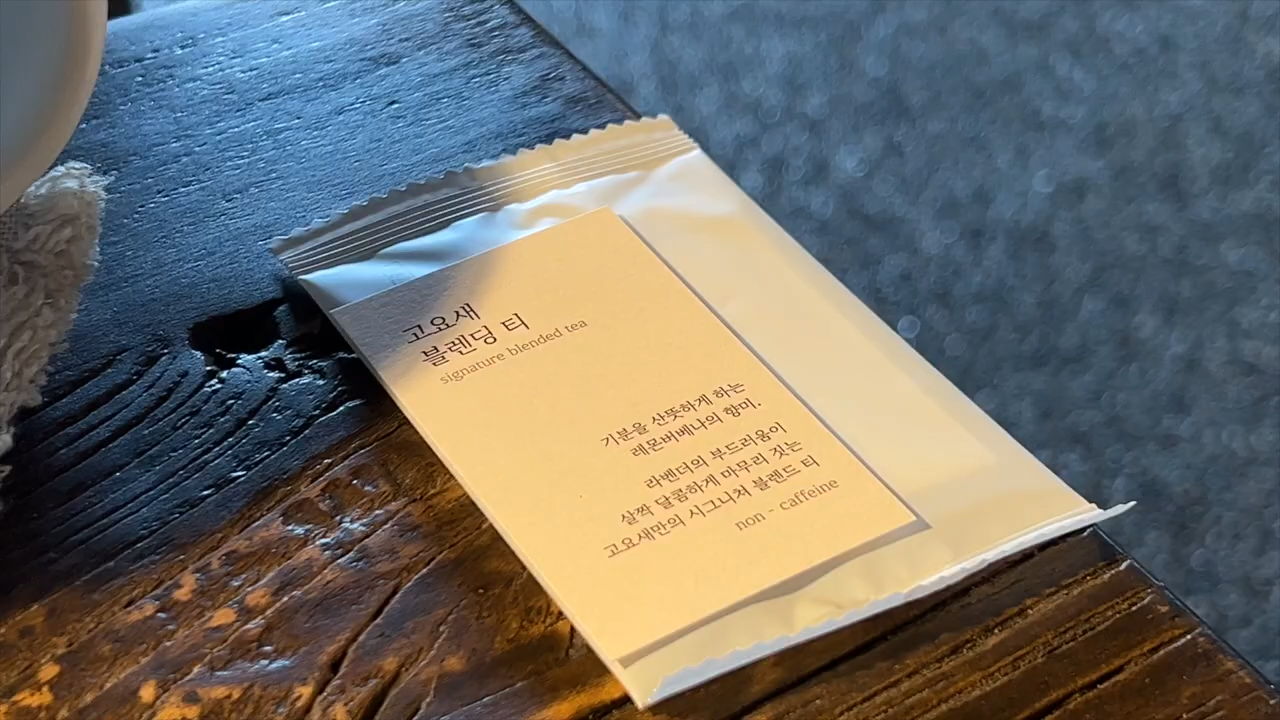 고요새
블렌딩 티
signature blended tea
기분을 산뜻하게 하는
레몬버베나의 향미.
라벤더의 부드러움이
살짝 달콤하게 마무리 짓는
고요새만의 시그니처 블렌드 티
non - caffeine